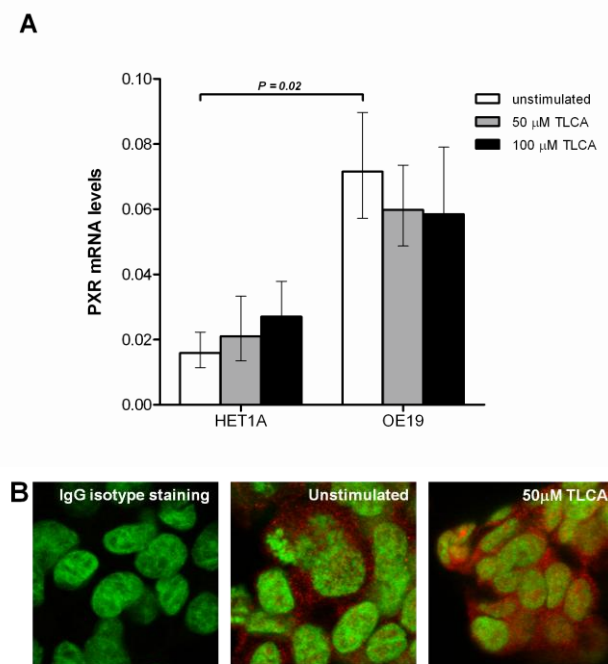 A
P = 0.02
unstimulated
50 μM TLCA
100 μM TLCA
PXR mRNA levels
0.10
0.08
0.06
0.04
0.02
0.00
HET1A
OE19
B
IgG isotype staining
Unstimulated
50μM TLCA